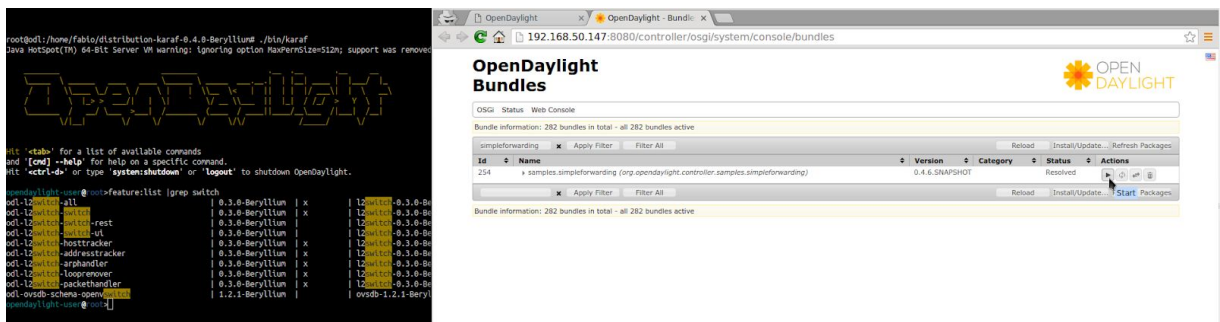 root@odl:/home/fabio/distribution-karaf-0.4.0-Beryllium# ./bin/karaf
Java HotSpot(TM) 64-Bit Server VM warning: ignoring option MaxPermSize=512m; support was removed
OpenDaylight
Hit '<tab>' for a list of available commands
and '[cmd] --help' for help on a specific command.
Hit '<ctrl-d>' or type 'system:shutdown' or 'logout' to shutdown OpenDaylight.
opendaylight-user@root>feature:list |grep switch
odl-l2switch-all | 0.3.0-Beryllium | x | l2switch-0.3.0-Be
odl-l2switch-switch | 0.3.0-Beryllium | x | l2switch-0.3.0-Be
odl-l2switch-switch-rest | 0.3.0-Beryllium | | l2switch-0.3.0-Be
odl-l2switch-switch-ui | 0.3.0-Beryllium | x | l2switch-0.3.0-Be
odl-l2switch-hosttracker | 0.3.0-Beryllium | x | l2switch-0.3.0-Be
odl-l2switch-addresstracker | 0.3.0-Beryllium | x | l2switch-0.3.0-Be
odl-l2switch-arphandler | 0.3.0-Beryllium | x | l2switch-0.3.0-Be
odl-l2switch-loopremover | 0.3.0-Beryllium | x | l2switch-0.3.0-Be
odl-l2switch-packethandler | 0.3.0-Beryllium | x | l2switch-0.3.0-Be
odl-ovsdb-schema-openvswitch | 1.2.1-Beryllium | | ovsdb-1.2.1-Beryl
opendaylight-user@root>
OpenDaylight x OpenDaylight - Bundle x
192.168.50.147:8080/controller/osgi/system/console/bundles
OpenDaylight
Bundles
OPEN
DAYLIGHT
OSGi Status Web Console
Bundle information: 282 bundles in total - all 282 bundles active
simpleforwarding x Apply Filter Filter All Reload Install/Update... Refresh Packages
Id Name Version Category Status Actions
254 samples.simpleforwarding (org.opendaylight.controller.samples.simpleforwarding) 0.4.6.SNAPSHOT Resolved
x Apply Filter Filter All Reload Install/Update... Start Packages
Bundle information: 282 bundles in total - all 282 bundles active